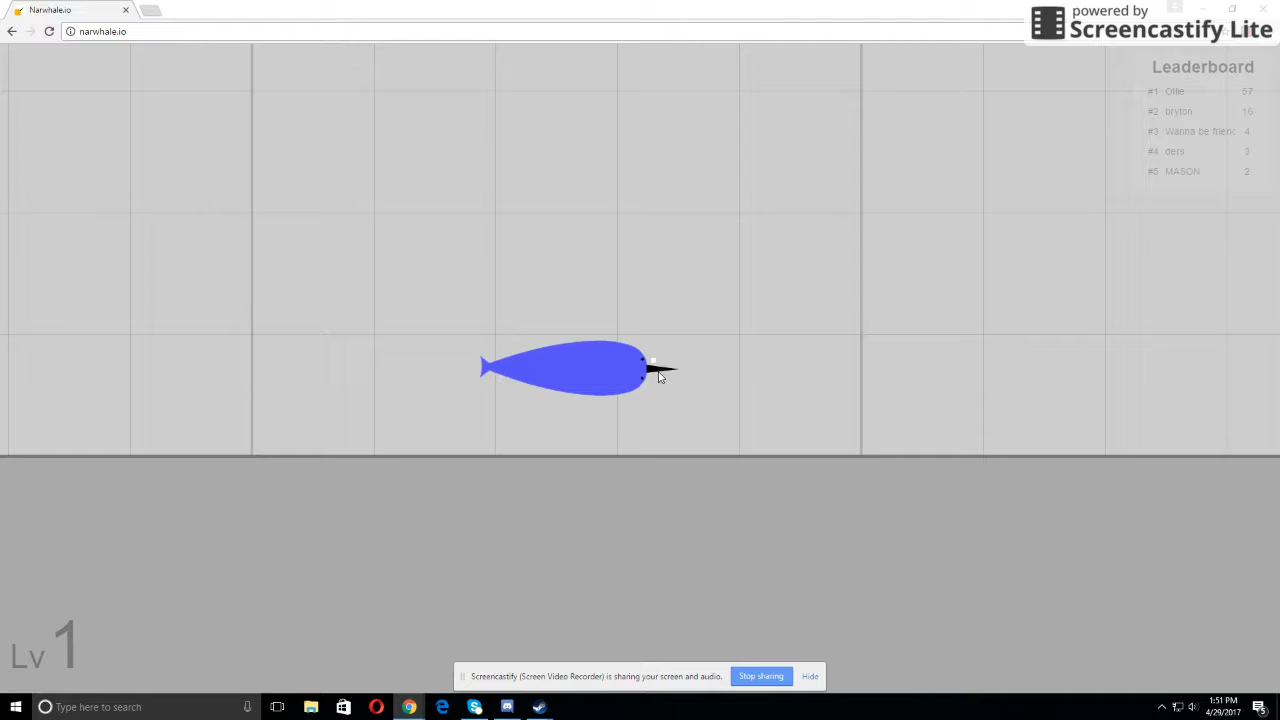 Narwhale.io
powered by
Screencastify Lite
narwhale.io
Leaderboard
#1 Ollie 57
#2 bryton 16
#3 Wanna be frienc 4
#4 ders 3
#5 MASON 2
Lv 1
Screencastify (Screen Video Recorder) is sharing your screen and audio. Stop sharing Hide
Type here to search
1:51 PM
4/29/2017
5